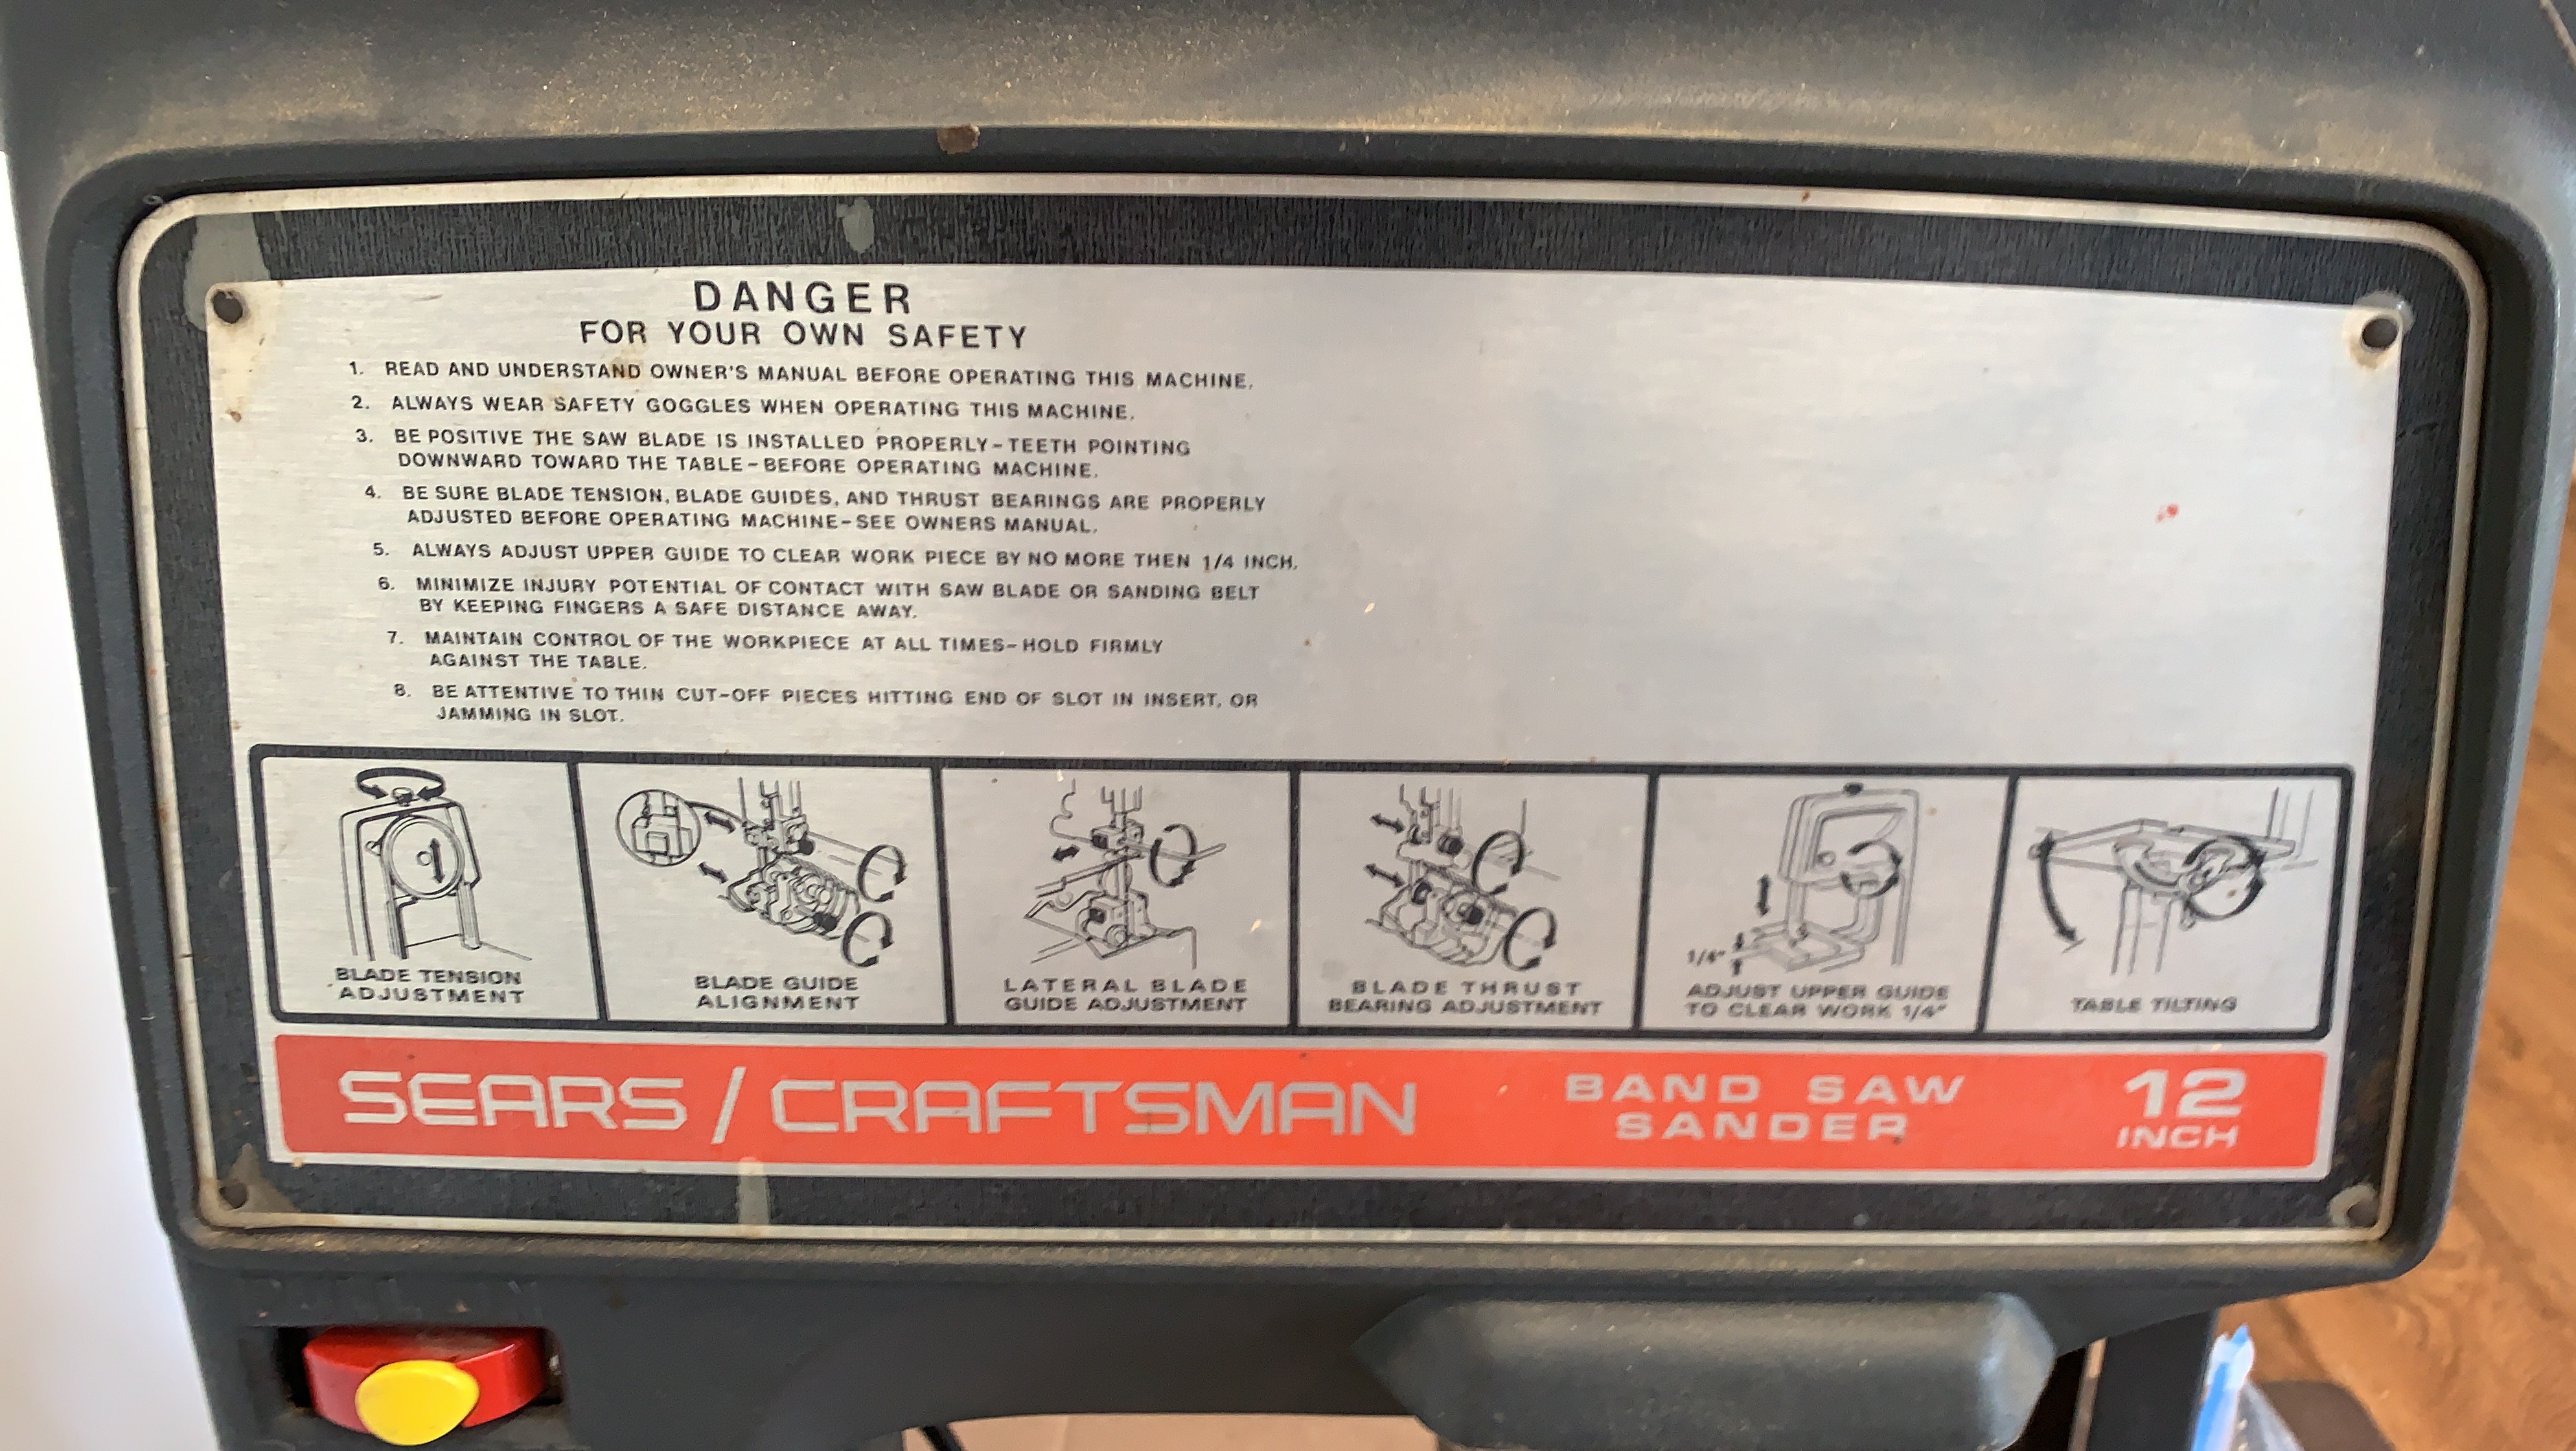 DANGER
FOR YOUR OWN SAFETY
1. READ AND UNDERSTAND OWNER'S MANUAL BEFORE OPERATING THIS MACHINE.
2. ALWAYS WEAR SAFETY GOGGLES WHEN OPERATING THIS MACHINE.
3. BE POSITIVE THE SAW BLADE IS INSTALLED PROPERLY-TEETH POINTING
DOWNWARD TOWARD THE TABLE-BEFORE OPERATING MACHINE.
4. BE SURE BLADE TENSION, BLADE GUIDES, AND THRUST BEARINGS ARE PROPERLY
ADJUSTED BEFORE OPERATING MACHINE-SEE OWNERS MANUAL.
5. ALWAYS ADJUST UPPER GUIDE TO CLEAR WORK PIECE BY NO MORE THEN 1/4 INCH.
6. MINIMIZE INJURY POTENTIAL OF CONTACT WITH SAW BLADE OR SANDING BELT
BY KEEPING FINGERS A SAFE DISTANCE AWAY.
7. MAINTAIN CONTROL OF THE WORKPIECE AT ALL TIMES-HOLD FIRMLY
AGAINST THE TABLE.
8. BE ATTENTIVE TO THIN CUT-OFF PIECES HITTING END OF SLOT IN INSERT, OR
JAMMING IN SLOT.
BLADE TENSION
ADJUSTMENT
BLADE GUIDE
ALIGNMENT
LATERAL BLADE
GUIDE ADJUSTMENT
BLADE THRUST
BEARING ADJUSTMENT
1/4"
ADJUST UPPER GUIDE
TO CLEAR WORK 1/4"
TABLE TILTING
SEARS / CRAFTSMAN
BAND SAW
SANDER
12
INCH